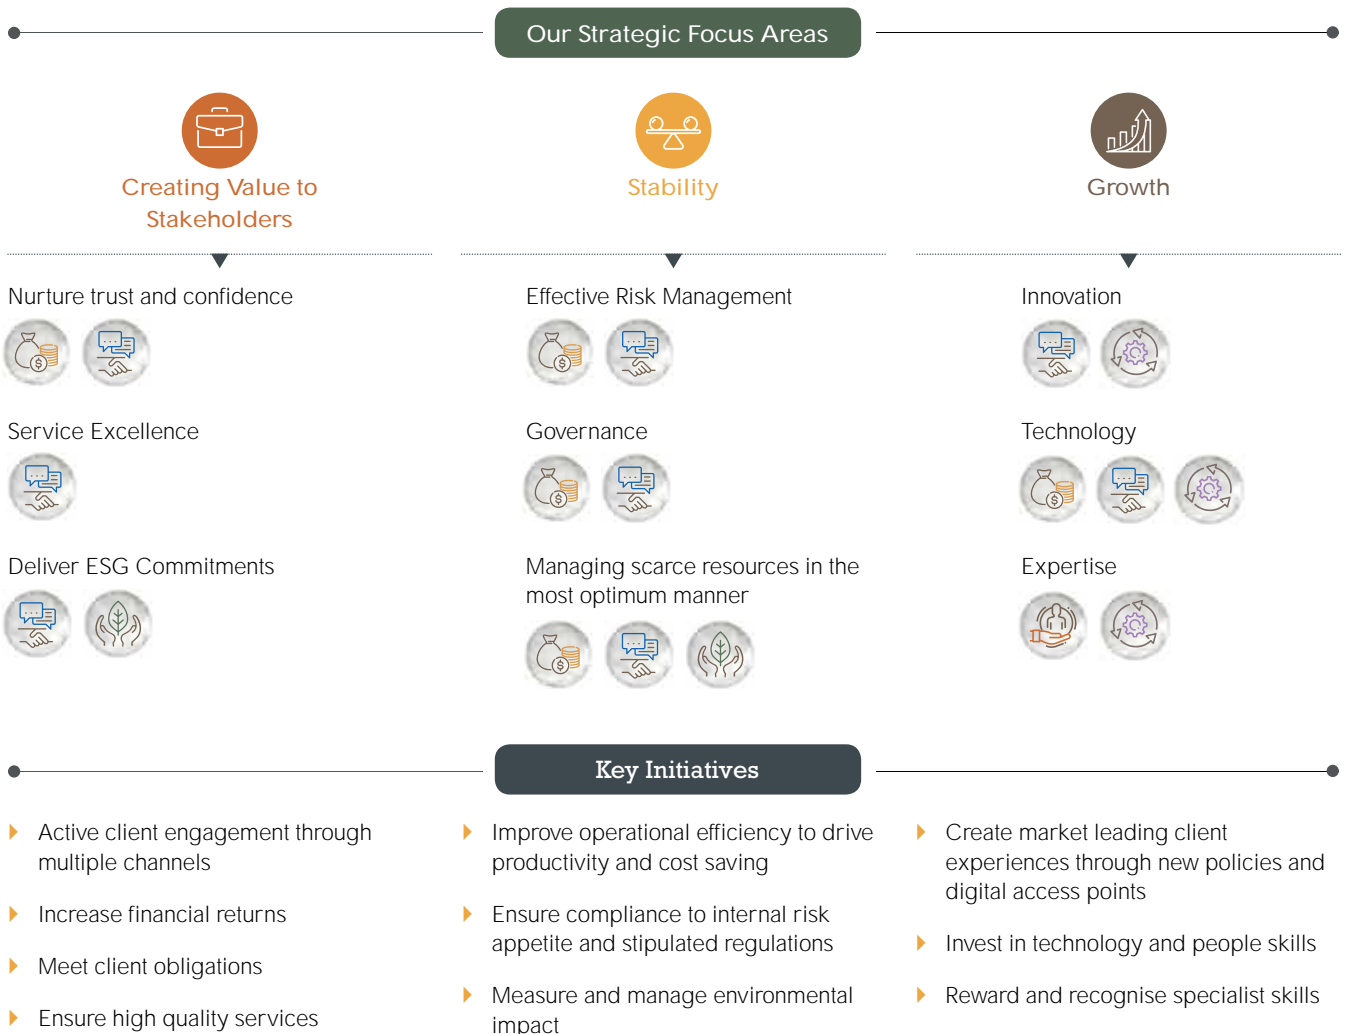 Our Strategic Focus Areas
Creating Value to
Stakeholders
Nurture trust and confidence
Service Excellence
Deliver ESG Commitments
Stability
Effective Risk Management
Governance
Managing scarce resources in the
most optimum manner
Growth
Innovation
Technology
Expertise
Key Initiatives
Active client engagement through
multiple channels
Increase financial returns
Meet client obligations
Ensure high quality services
Improve operational efficiency to drive
productivity and cost saving
Ensure compliance to internal risk
appetite and stipulated regulations
Measure and manage environmental
impact
Create market leading client
experiences through new policies and
digital access points
Invest in technology and people skills
Reward and recognise specialist skills